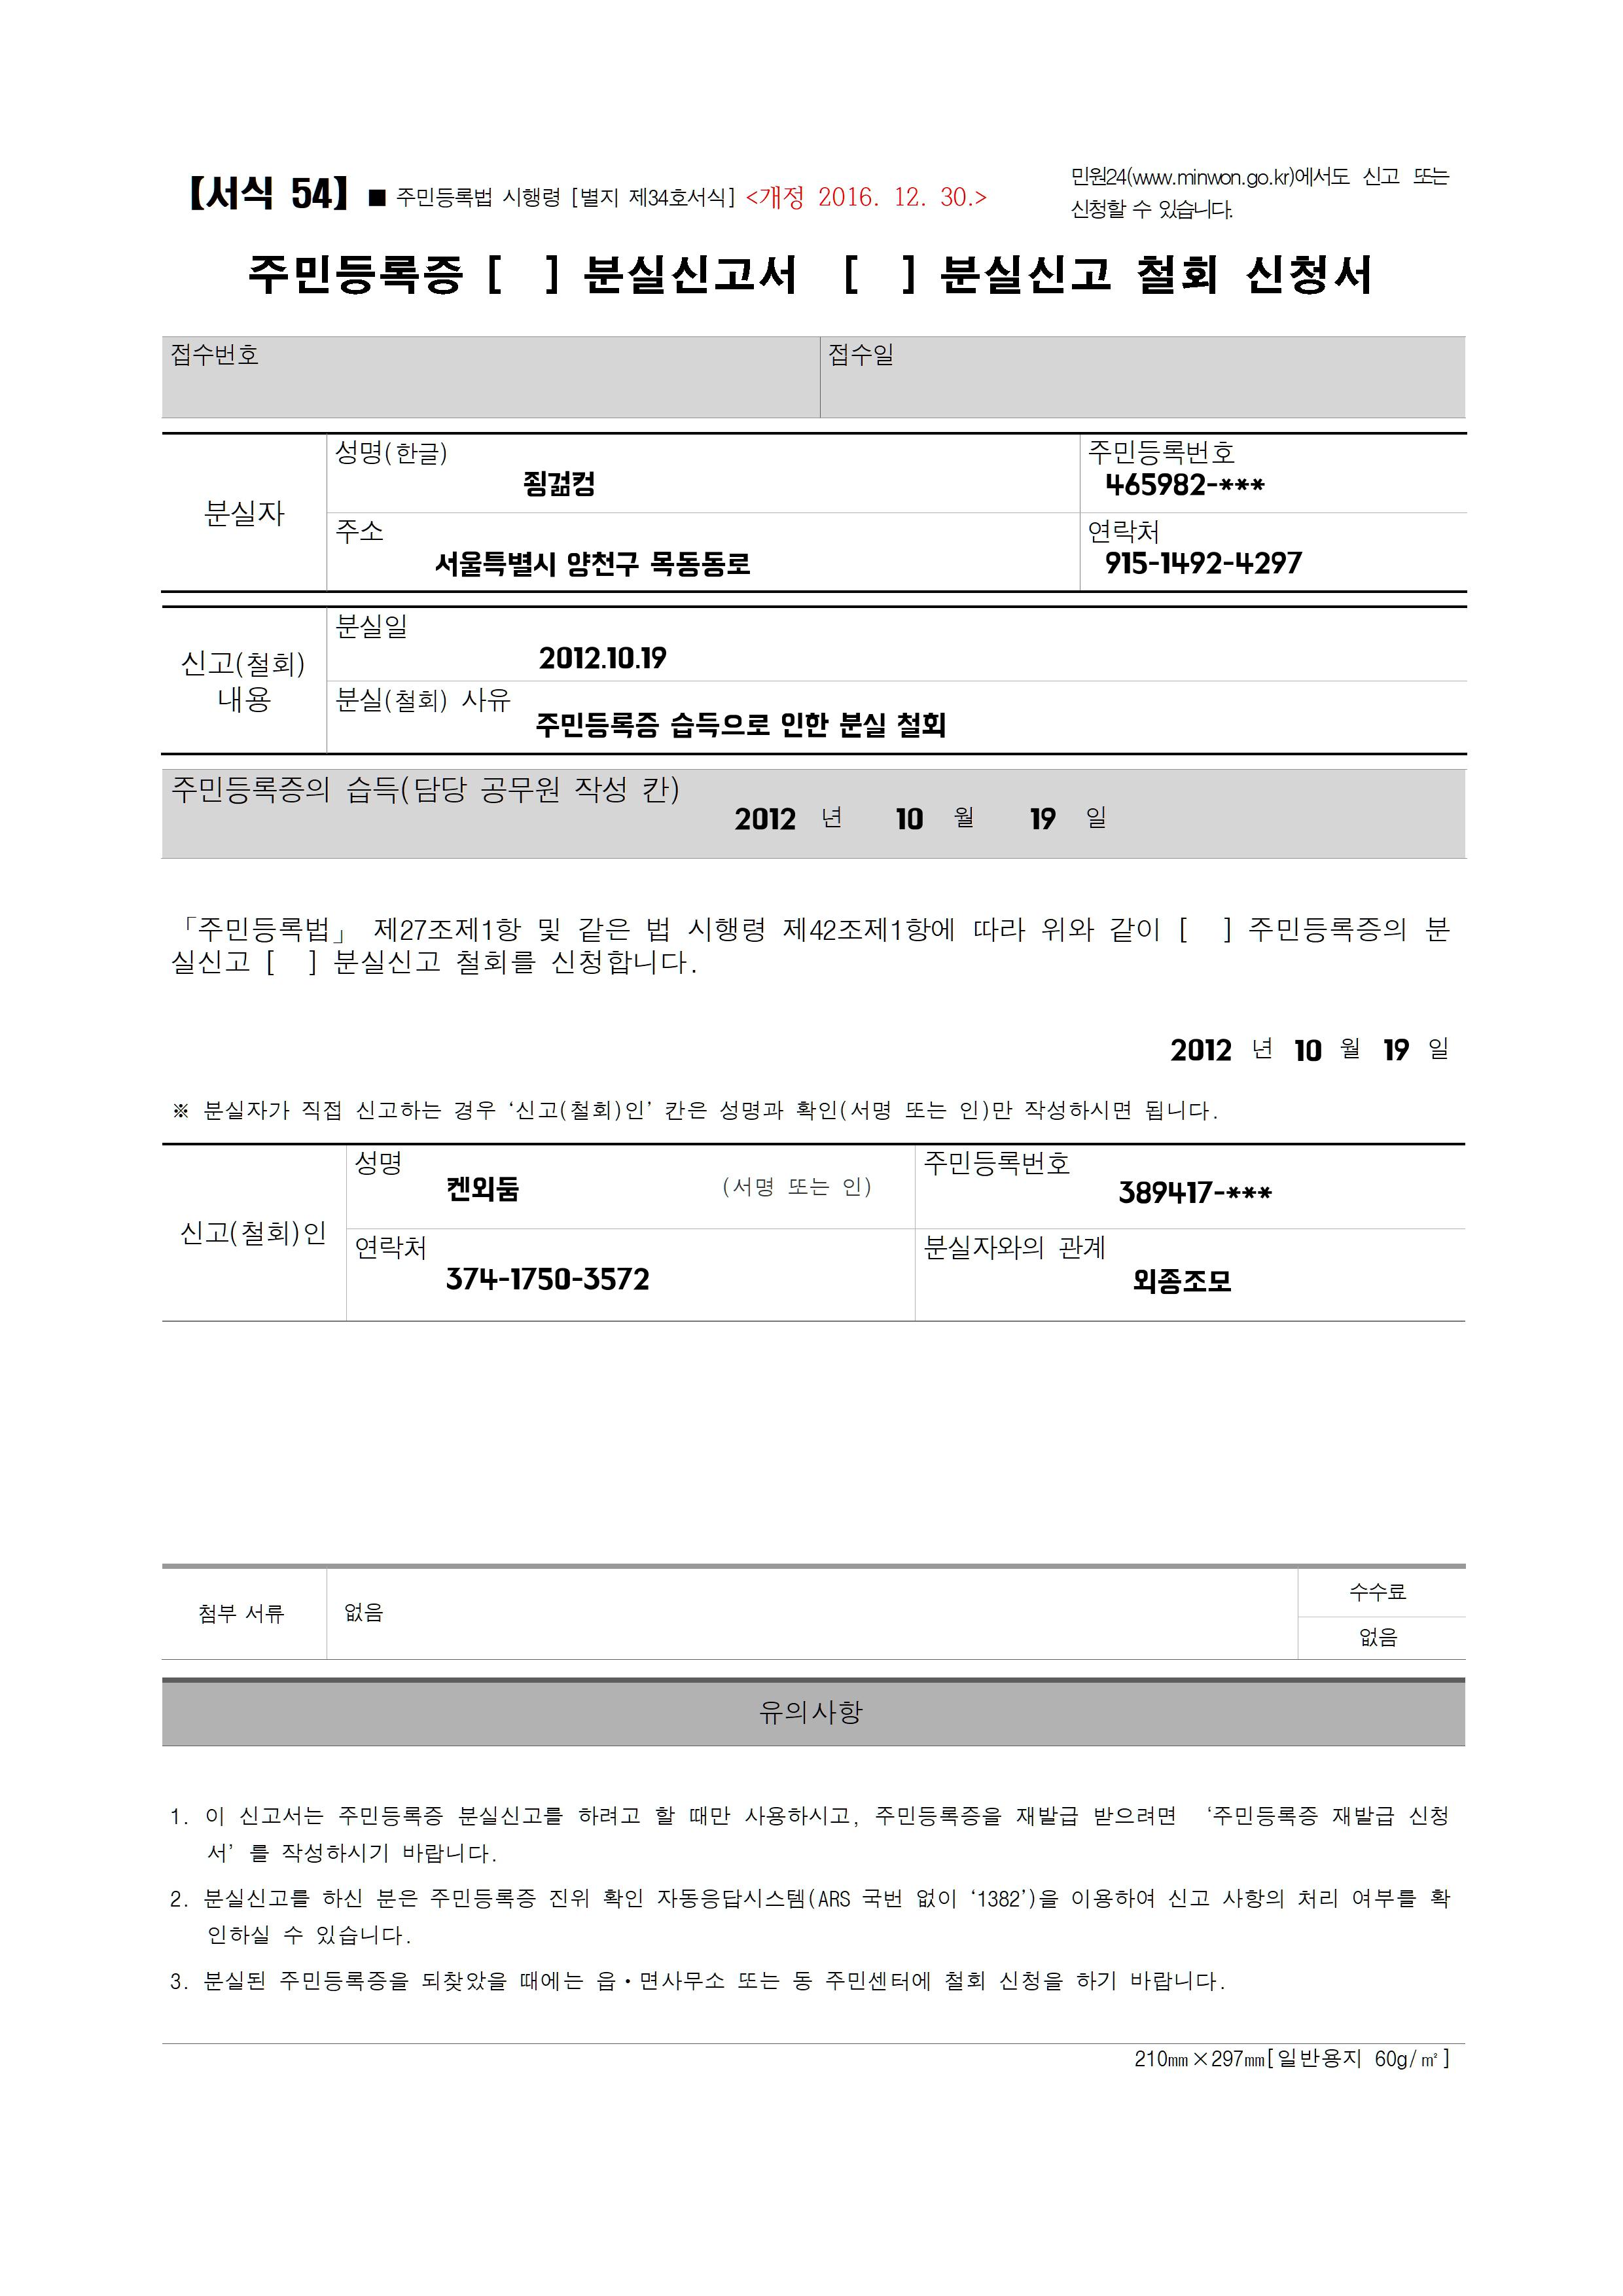 【서식 54】 ■ 주민등록법 시행령 [별지 제34호서식] <개정 2016. 12. 30.>
민원24(www.minwon.go.kr)에서도 신고 또는
신청할 수 있습니다.
주민등록증 [ ] 분실신고서 [ ] 분실신고 철회 신청서
접수번호 접수일
분실자
성명(한글) 주민등록번호
465982-***
주소 연락처
서울특별시 양천구 목동동로 915-1492-4297
신고(철회)
내용
분실일
2012.10.19
분실(철회) 사유
주민등록증 습득으로 인한 분실 철회
주민등록증의 습득(담당 공무원 작성 칸)
2012 년 10 월 19 일
「주민등록법」 제27조제1항 및 같은 법 시행령 제42조제1항에 따라 위와 같이 [ ] 주민등록증의 분
실신고 [ ] 분실신고 철회를 신청합니다.
2012 년 10 월 19 일
※ 분실자가 직접 신고하는 경우 ‘신고(철회)인’ 칸은 성명과 확인(서명 또는 인)만 작성하시면 됩니다.
신고(철회)인
성명 주민등록번호
켄외둠 (서명 또는 인) 389417-***
연락처 분실자와의 관계
374-1750-3572 외종조모
첨부 서류 없음 수수료
없음
유의사항
1. 이 신고서는 주민등록증 분실신고를 하려고 할 때만 사용하시고, 주민등록증을 재발급 받으려면 ‘주민등록증 재발급 신청
서’를 작성하시기 바랍니다.
2. 분실신고를 하신 분은 주민등록증 진위 확인 자동응답시스템(ARS 국번 없이 ‘1382’)을 이용하여 신고 사항의 처리 여부를 확
인하실 수 있습니다.
3. 분실된 주민등록증을 되찾았을 때에는 읍·면사무소 또는 동 주민센터에 철회 신청을 하기 바랍니다.
210㎜×297㎜[일반용지 60g/㎡]